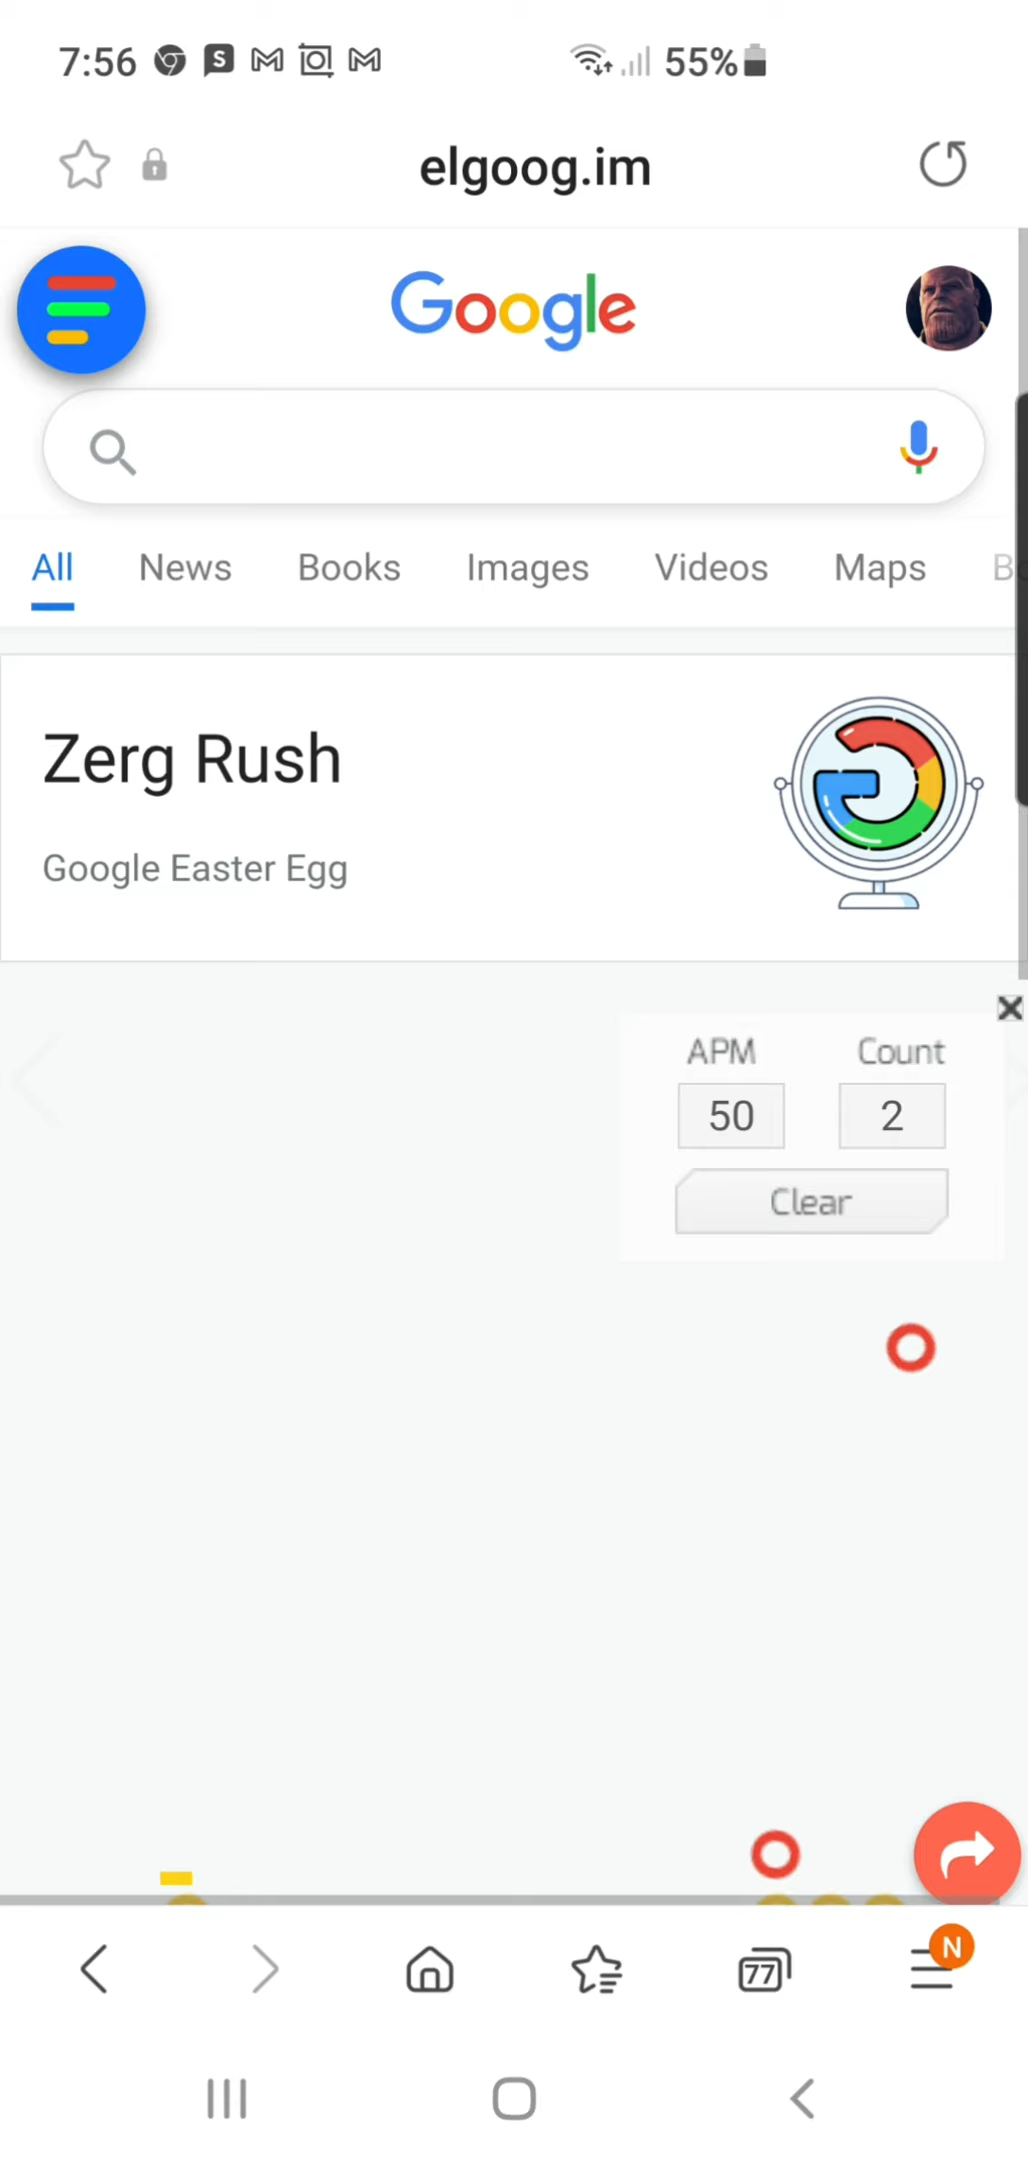 7:56 S 55%
elgoog.im
Google
All News Books Images Videos Maps B
Zerg Rush
Google Easter Egg
APM Count
50 2
Clear
77 N